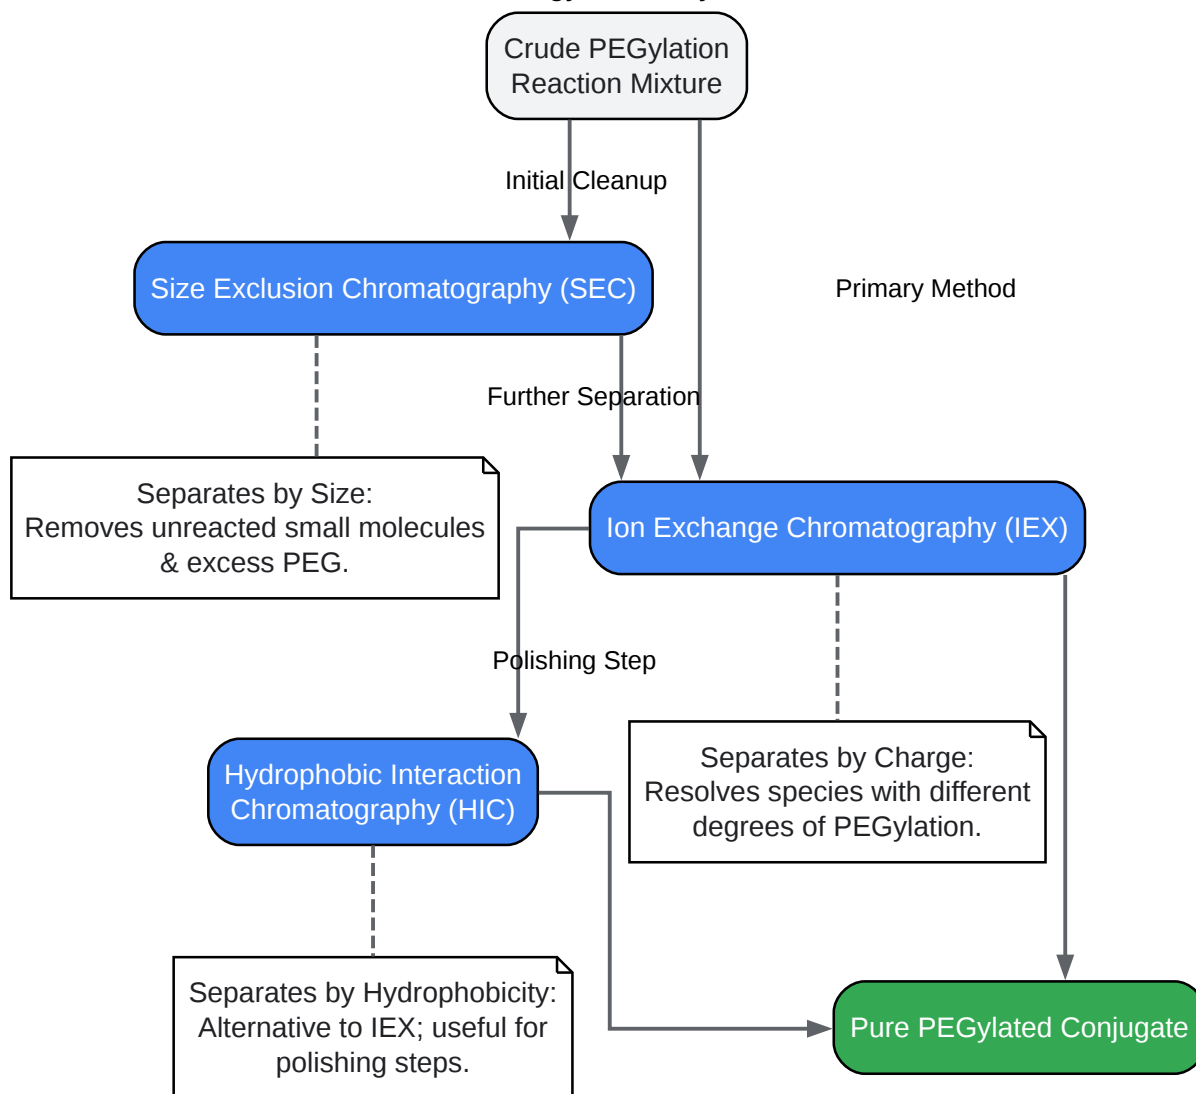 Crude PEGylation
Reaction Mixture
Initial Cleanup
Size Exclusion Chromatography (SEC)
Primary Method
Further Separation
Separates by Size:
Removes unreacted small molecules
& excess PEG.
Ion Exchange Chromatography (IEX)
Polishing Step
Hydrophobic Interaction
Chromatography (HIC)
Separates by Charge:
Resolves species with different
degrees of PEGylation.
Separates by Hydrophobicity:
Alternative to IEX; useful for
polishing steps.
Pure PEGylated Conjugate